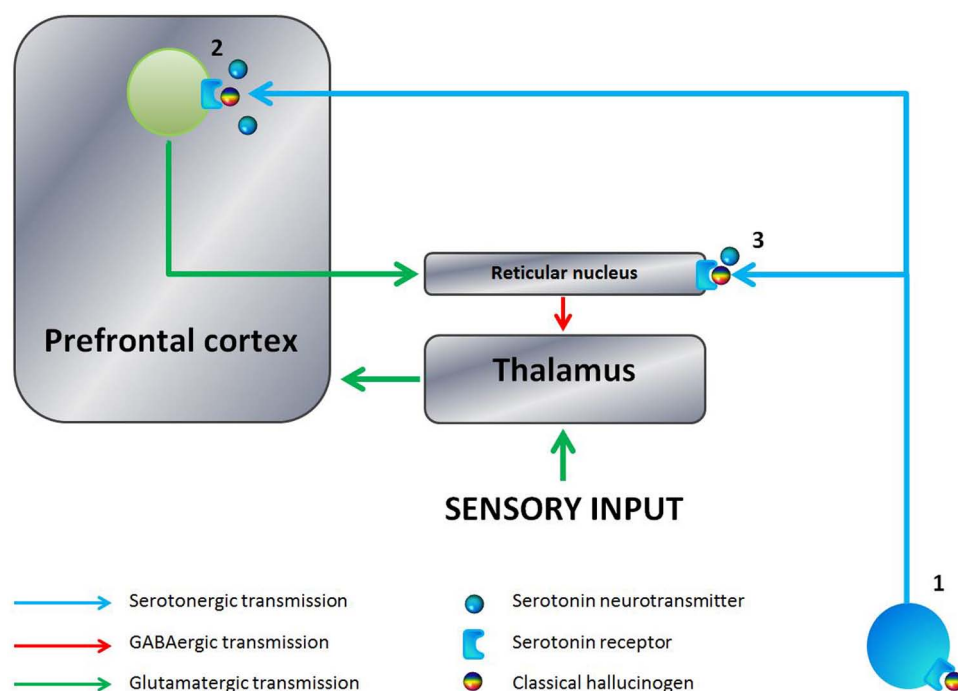 2
3
Reticular nucleus
Prefrontal cortex
Thalamus
SENSORY INPUT
1
Serotonergic transmission
Serotonin neurotransmitter
GABAergic transmission
Serotonin receptor
Glutamatergic transmission
Classical hallucinogen